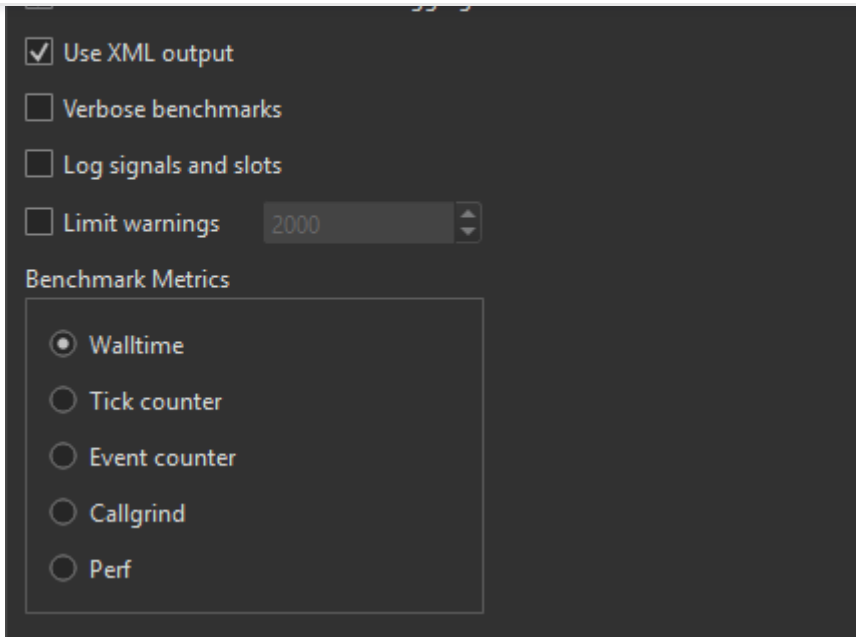 Use XML output
Verbose benchmarks
Log signals and slots
Limit warnings 2000
Benchmark Metrics
Walltime
Tick counter
Event counter
Callgrind
Perf